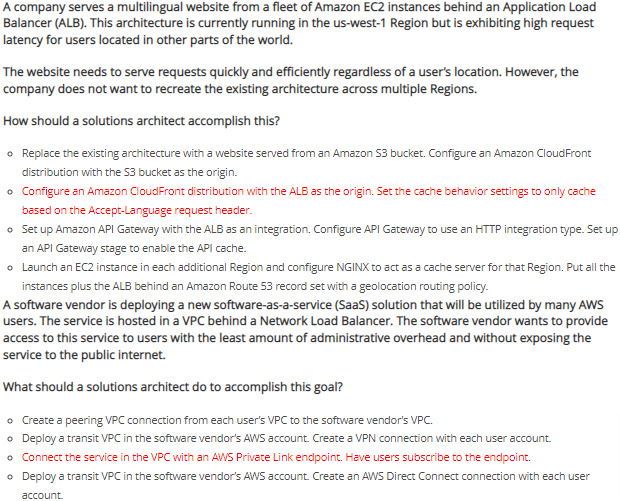 A company serves a multilingual website from a fleet of Amazon EC2 instances behind an Application Load
Balancer (ALB). This architecture is currently running in the us-west-1 Region but is exhibiting high request
latency for users located in other parts of the world.
The website needs to serve requests quickly and efficiently regardless of a user's location. However, the
company does not want to recreate the existing architecture across multiple Regions.
How should a solutions architect accomplish this?
Replace the existing architecture with a website served from an Amazon S3 bucket. Configure an Amazon CloudFront
distribution with the S3 bucket as the origin.
Configure an Amazon CloudFront distribution with the ALB as the origin. Set the cache behavior settings to only cache
based on the Accept-Language request header.
Set up Amazon API Gateway with the ALB as an integration. Configure API Gateway to use an HTTP integration type. Set up
an API Gateway stage to enable the API cache.
Launch an EC2 instance in each additional Region and configure NGINX to act as a cache server for that Region. Put all the
instances plus the ALB behind an Amazon Route 53 record set with a geolocation routing policy.
A software vendor is deploying a new software-as-a-service (SaaS) solution that will be utilized by many AWS
users. The service is hosted in a VPC behind a Network Load Balancer. The software vendor wants to provide
access to this service to users with the least amount of administrative overhead and without exposing the
service to the public internet.
What should a solutions architect do to accomplish this goal?
Create a peering VPC connection from each user's VPC to the software vendor's VPC.
Deploy a transit VPC in the software vendor's AWS account. Create a VPN connection with each user account.
Connect the service in the VPC with an AWS Private Link endpoint. Have users subscribe to the endpoint.
Deploy a transit VPC in the software vendor's AWS account. Create an AWS Direct Connect connection with each user
account.